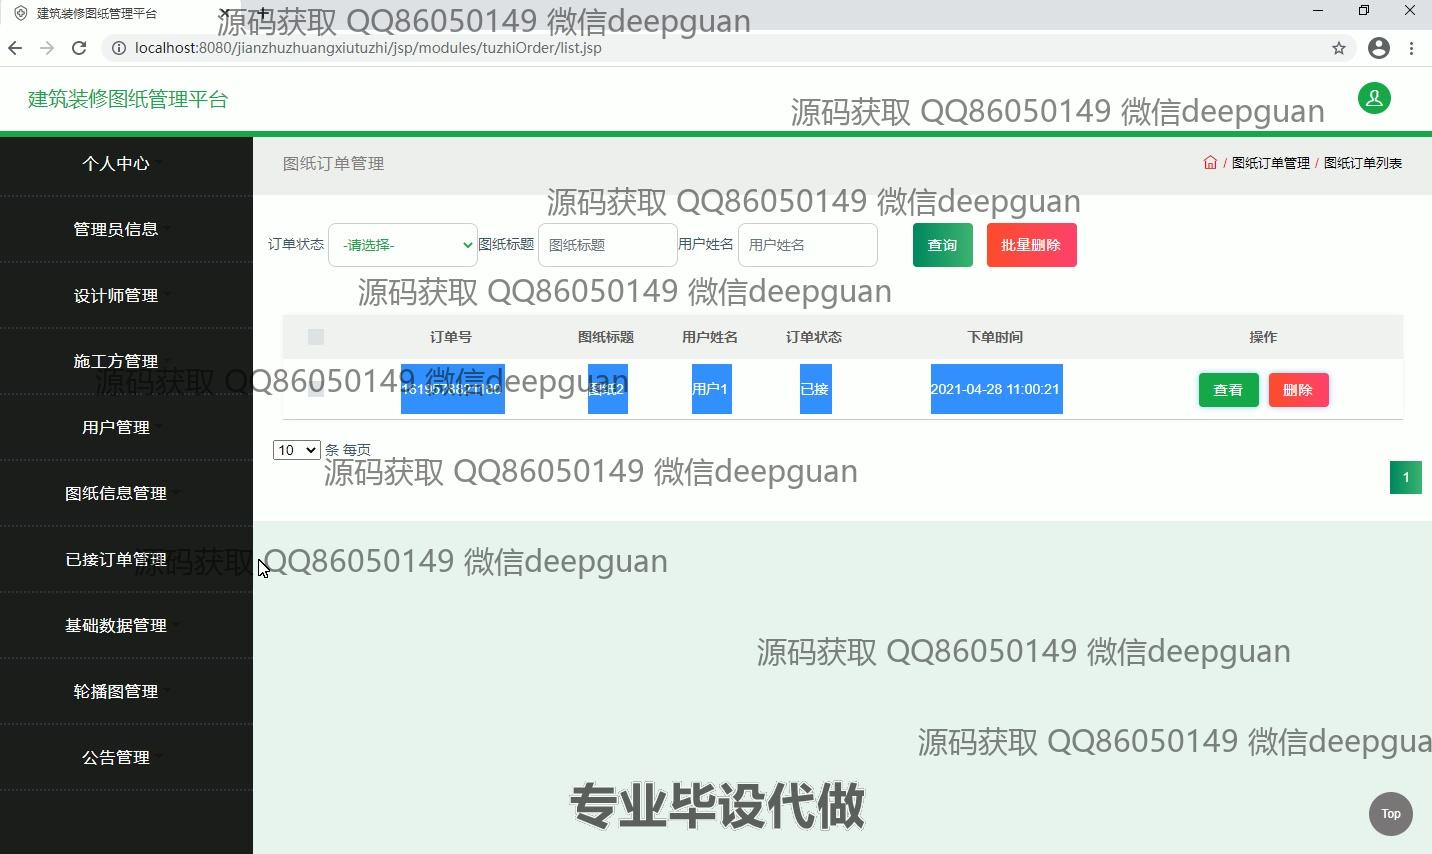 建筑装修图纸管理平台
源码获取 QQ86050149 微信deepguan
localhost:8080/jianzhuzhuangxiutuzhi/jsp/modules/tuzhiOrder/list.jsp
建筑装修图纸管理平台
源码获取 QQ86050149 微信deepguan
个人中心
图纸订单管理
/ 图纸订单管理 / 图纸订单列表
源码获取 QQ86050149 微信deepguan
管理员信息
订单状态 -请选择- 图纸标题 图纸标题 用户姓名 用户姓名 查询 批量删除
设计师管理
源码获取 QQ86050149 微信deepguan
订单号 图纸标题 用户姓名 订单状态 下单时间 操作
施工方管理
源码获取 QQ86050149 微信deepguan
图纸2 用户1 已接 2021-04-28 11:00:21 查看 删除
用户管理
10 条 每页
源码获取 QQ86050149 微信deepguan
1
图纸信息管理
已接订单管理
源码获取 QQ86050149 微信deepguan
基础数据管理
源码获取 QQ86050149 微信deepguan
轮播图管理
源码获取 QQ86050149 微信deepgua
公告管理
专业毕设代做
Top